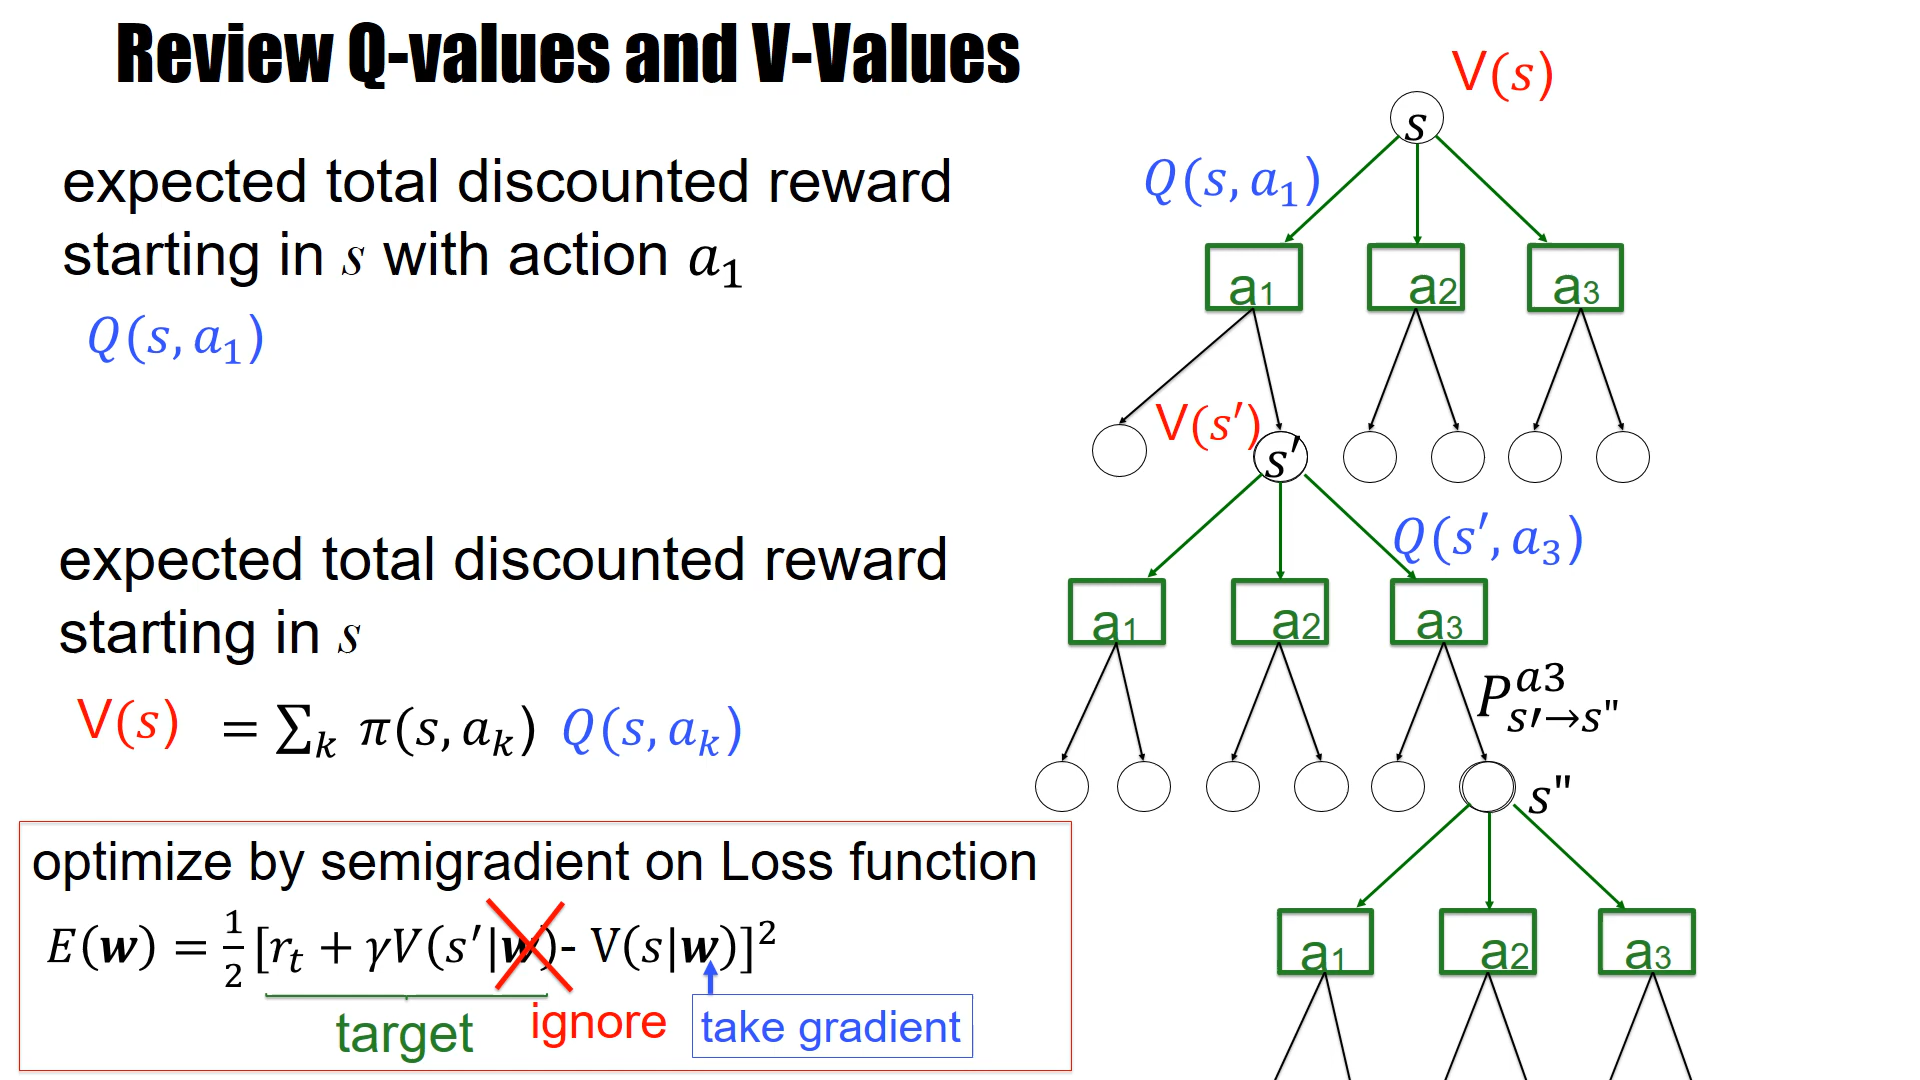 Review Q-values and V-Values
expected total discounted reward
starting in s with action a₁
Q(s, a₁)
expected total discounted reward
starting in s
V(s) = ∑ₖ π(s, aₖ) Q(s, aₖ)
optimize by semigradient on Loss function
E(w) = ½ [rₜ + γV(s′|w)- V(s|w)]²
target
ignore
take gradient
V(s)
s
Q(s, a₁)
a1 a2 a3
V(s′)
s′
Q(s′, a₃)
a1 a2 a3
P^{a3}_{s′→s"}
s"
a1 a2 a3